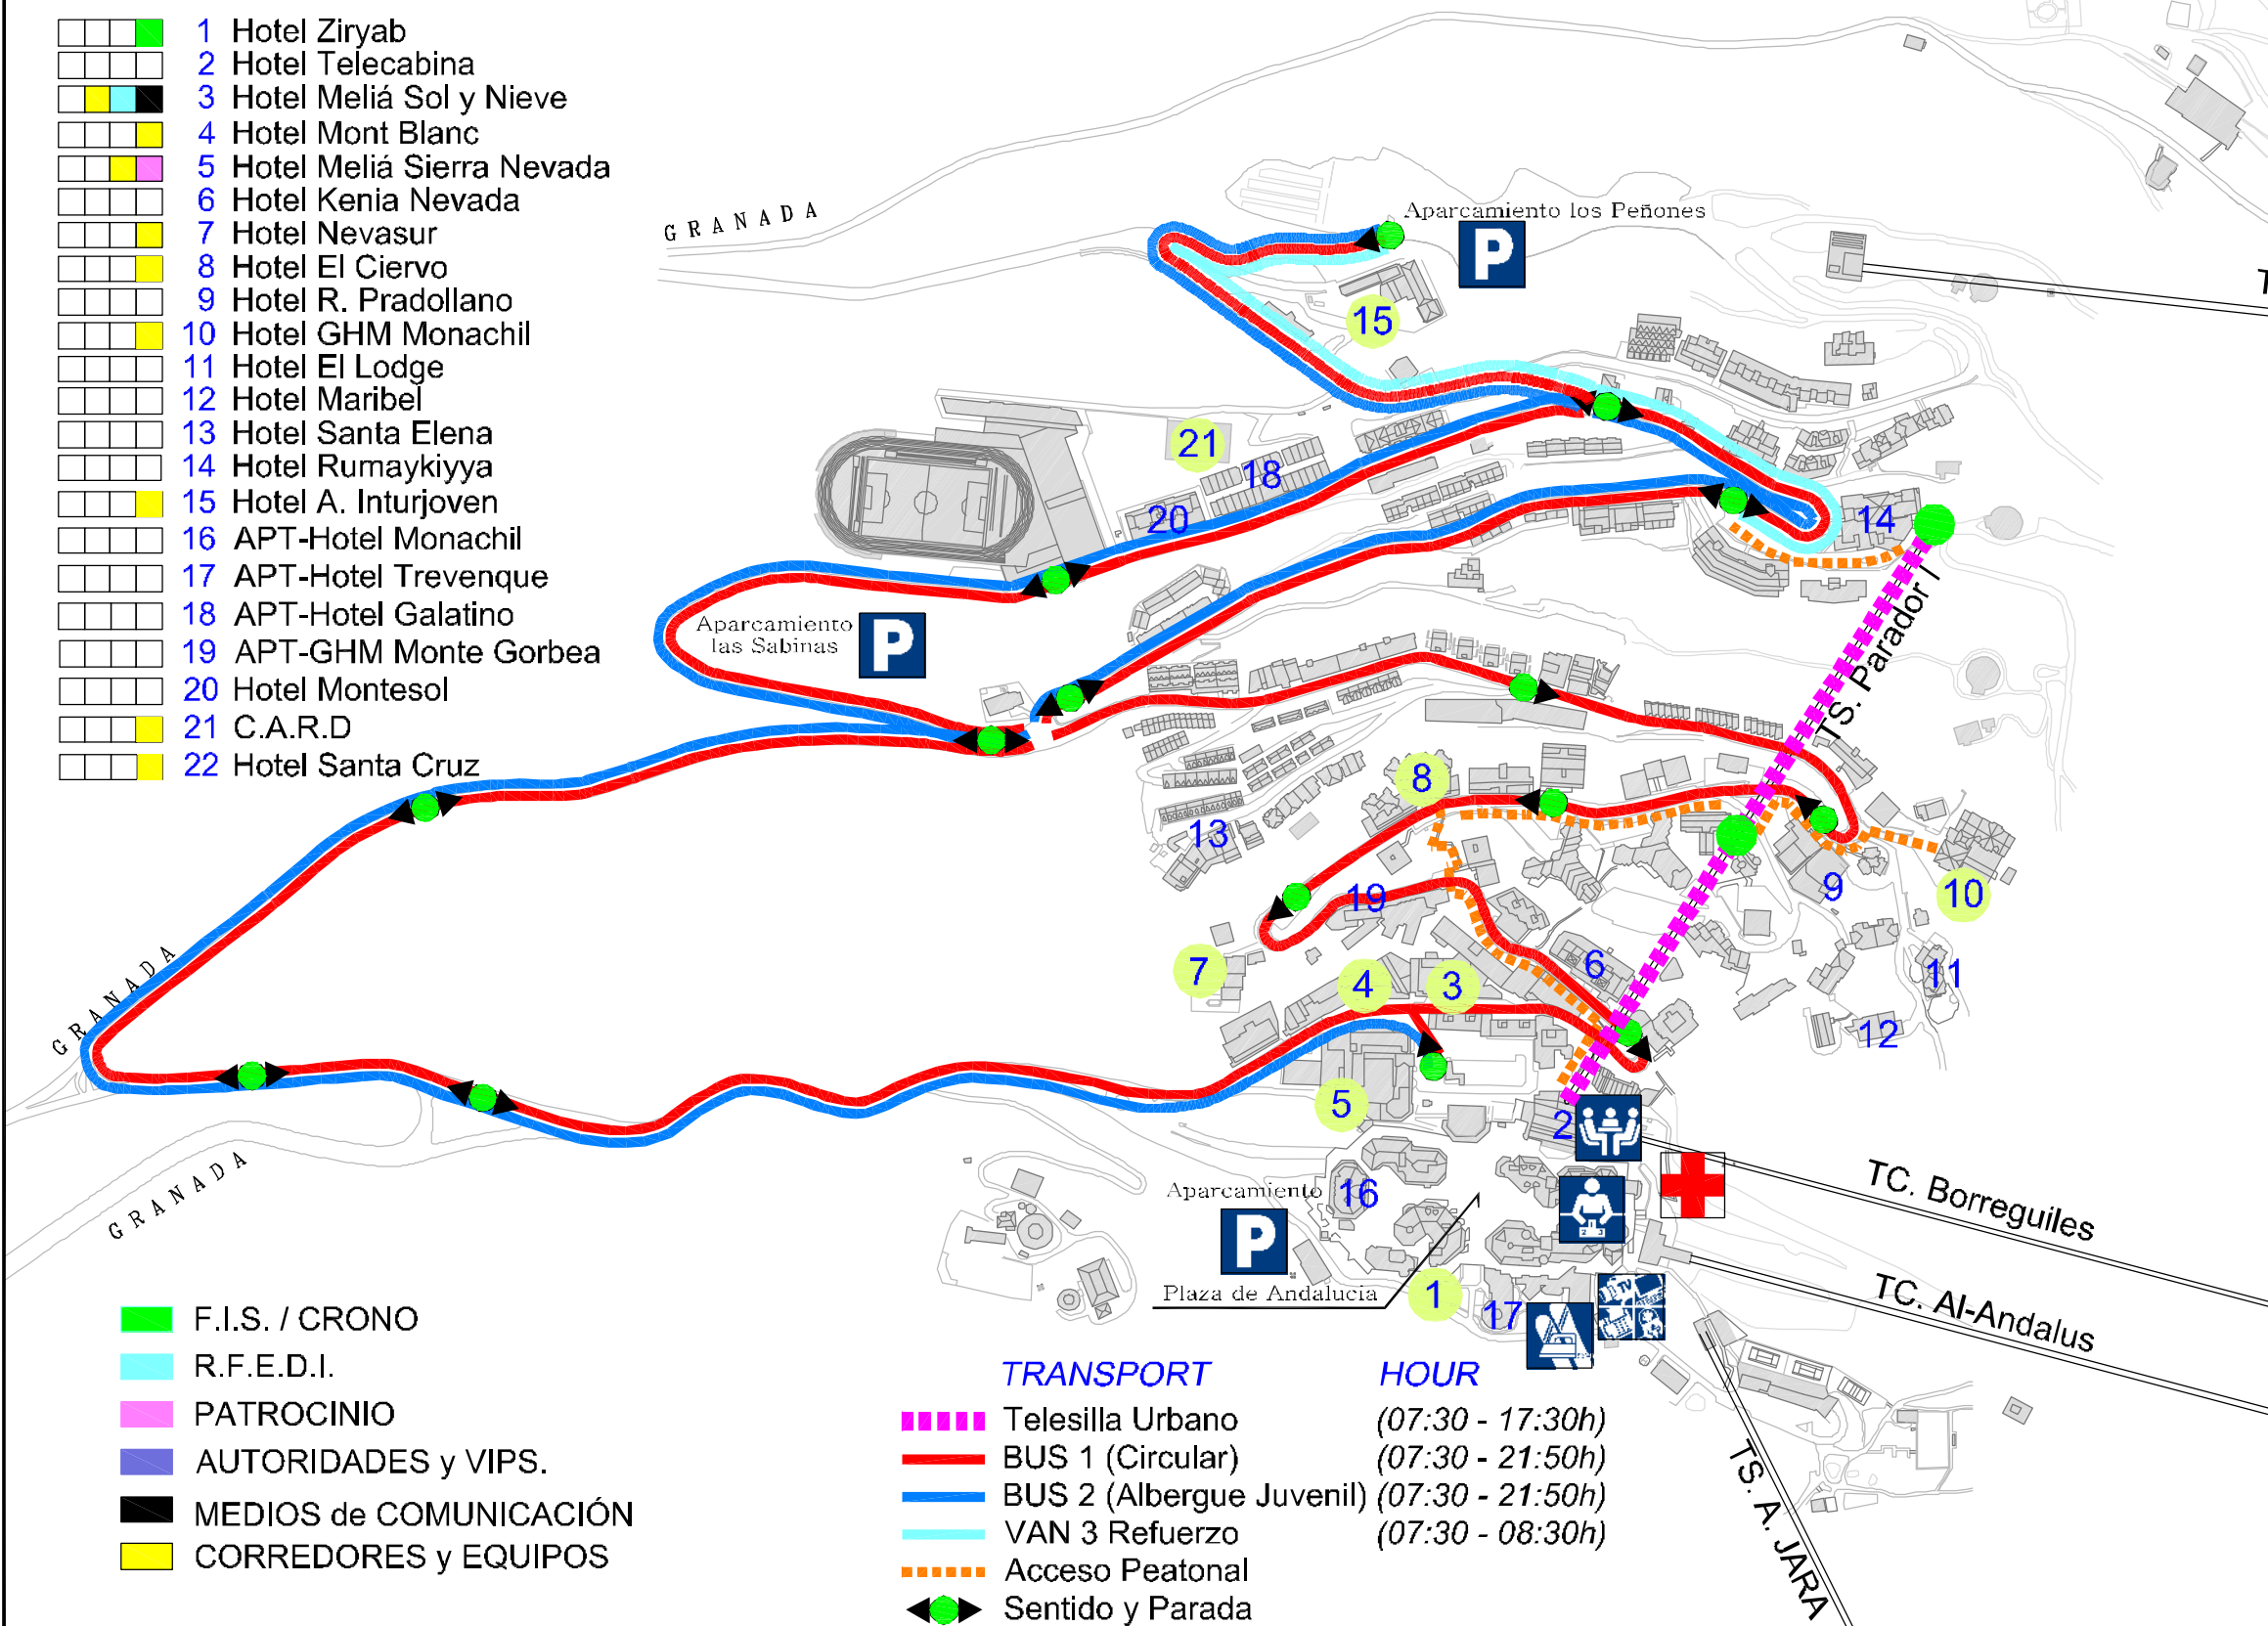 1 Hotel Ziryab
2 Hotel Telecabina
3 Hotel Meliá Sol y Nieve
4 Hotel Mont Blanc
5 Hotel Meliá Sierra Nevada
6 Hotel Kenia Nevada
7 Hotel Nevasur
8 Hotel El Ciervo
9 Hotel R. Pradollano
10 Hotel GHM Monachil
11 Hotel El Lodge
12 Hotel Maribel
13 Hotel Santa Elena
14 Hotel Rumaykiyya
15 Hotel A. Inturjoven
16 APT-Hotel Monachil
17 APT-Hotel Trevenque
18 APT-Hotel Galatino
19 APT-GHM Monte Gorbea
20 Hotel Montesol
21 C.A.R.D
22 Hotel Santa Cruz
GRANADA
Aparcamiento los Peñones
P
15
21
18
20
14
TS. Parador I
Aparcamiento
las Sabinas
P
8
13
19
9
10
7
4
3
6
11
12
5
2
GRANADA
GRANADA
Aparcamiento
P
Plaza de Andalucia
16
1
17
TC. Borreguiles
TC. Al-Andalus
TS. A. JARA
F.I.S. / CRONO
R.F.E.D.I.
PATROCINIO
AUTORIDADES y VIPS.
MEDIOS de COMUNICACIÓN
CORREDORES y EQUIPOS
TRANSPORT HOUR
Telesilla Urbano (07:30 - 17:30h)
BUS 1 (Circular) (07:30 - 21:50h)
BUS 2 (Albergue Juvenil) (07:30 - 21:50h)
VAN 3 Refuerzo (07:30 - 08:30h)
Acceso Peatonal
Sentido y Parada